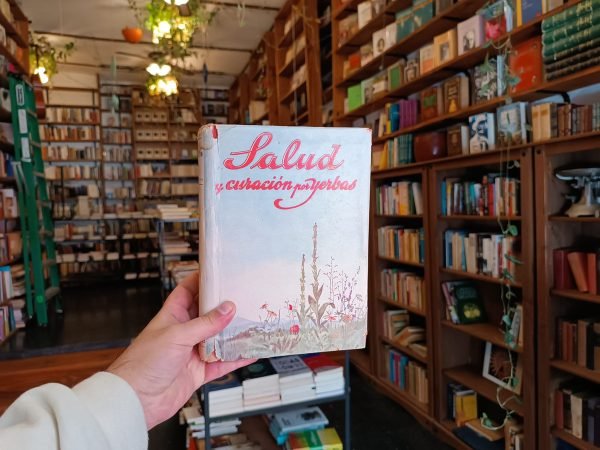 Salud
y curación por yerbas